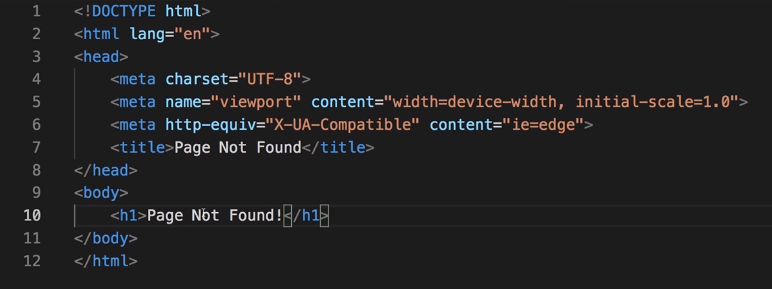 1 <!DOCTYPE html>
2 <html lang="en">
3 <head>
4     <meta charset="UTF-8">
5     <meta name="viewport" content="width=device-width, initial-scale=1.0">
6     <meta http-equiv="X-UA-Compatible" content="ie=edge">
7     <title>Page Not Found</title>
8 </head>
9 <body>
10     <h1>Page Not Found!</h1>
11 </body>
12 </html>